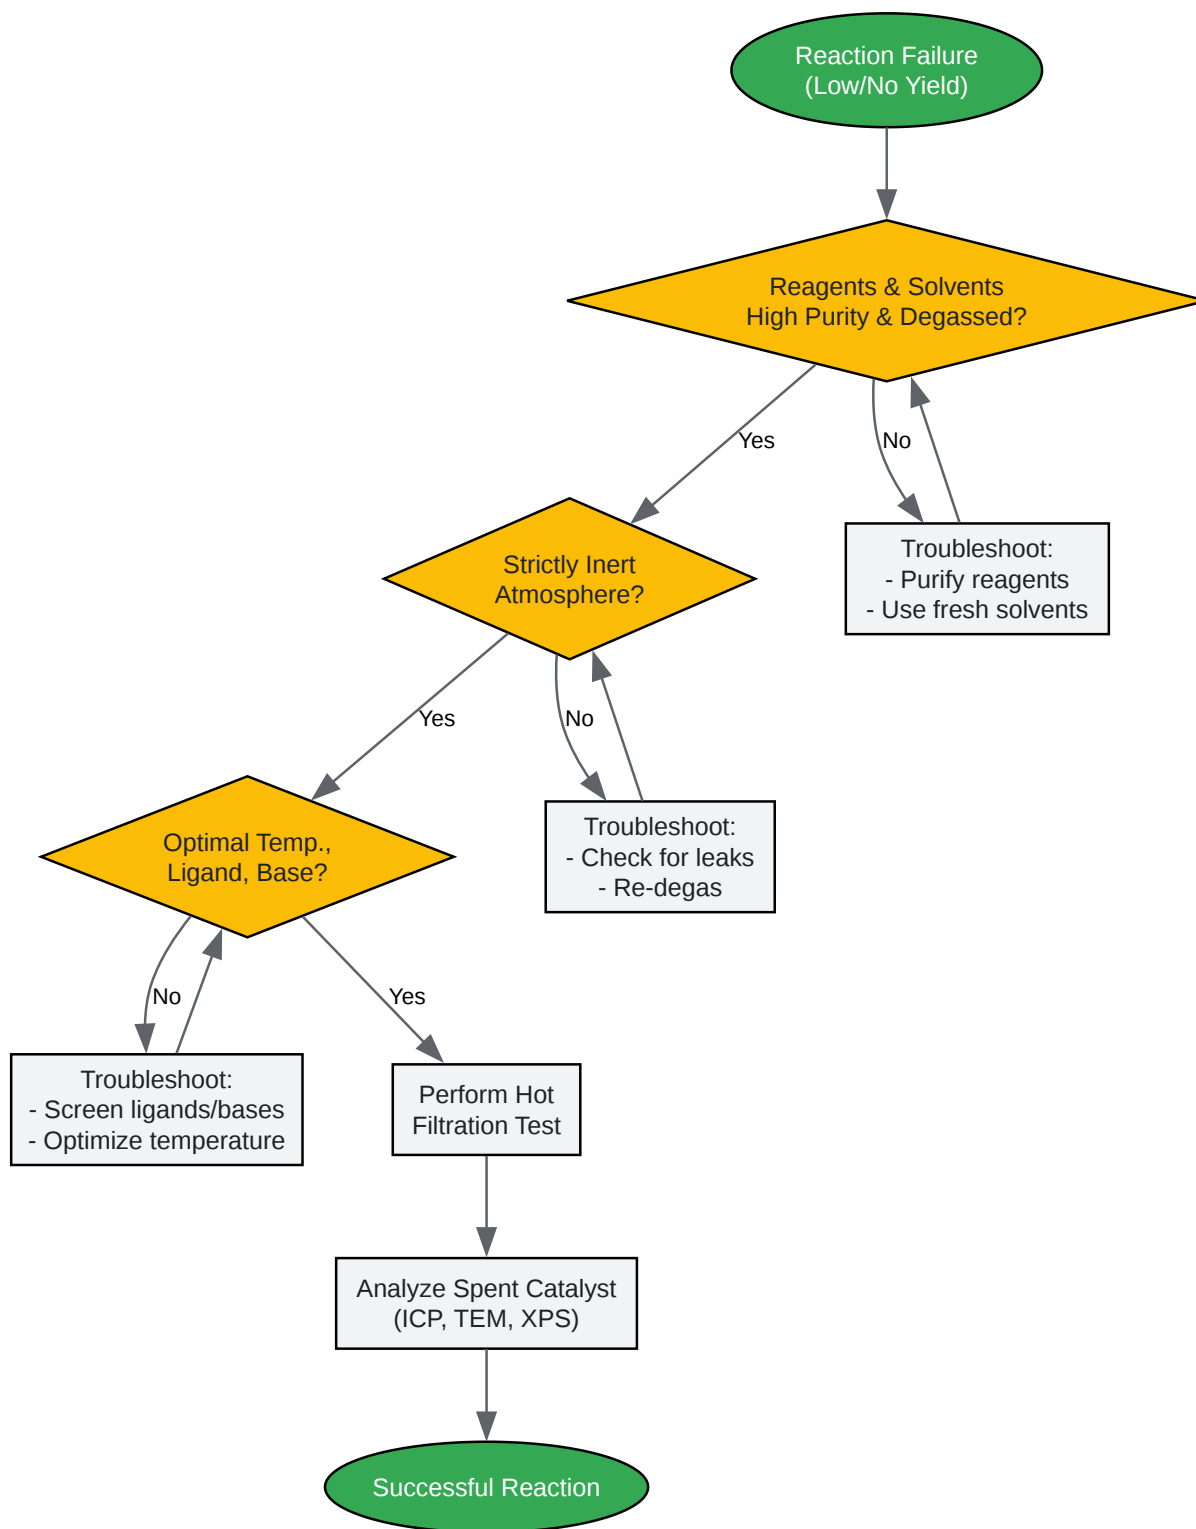 Reaction Failure
(Low/No Yield)
Reagents & Solvents
High Purity & Degassed?
Yes
No
Strictly Inert
Atmosphere?
Troubleshoot:
- Purify reagents
- Use fresh solvents
Yes
No
Optimal Temp.,
Ligand, Base?
Troubleshoot:
- Check for leaks
- Re-degas
No
Yes
Troubleshoot:
- Screen ligands/bases
- Optimize temperature
Perform Hot
Filtration Test
Analyze Spent Catalyst
(ICP, TEM, XPS)
Successful Reaction